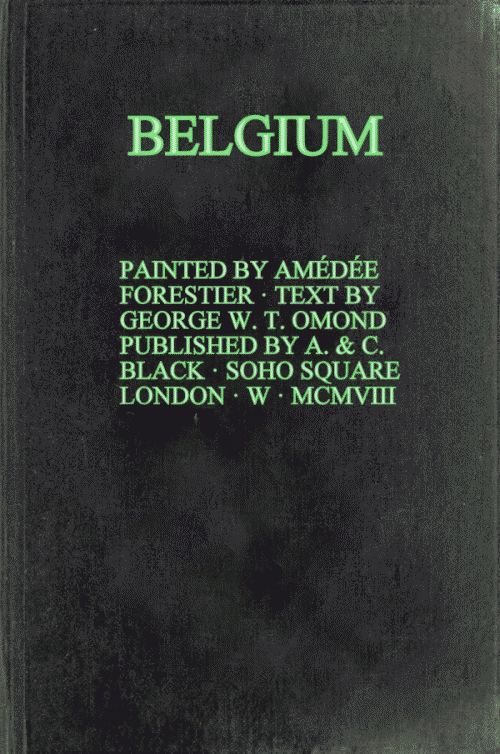 BELGIUM
PAINTED BY AMÉDÉE
FORESTIER · TEXT BY
GEORGE W. T. OMOND
PUBLISHED BY A. & C.
BLACK · SOHO SQUARE
LONDON · W · MCMVIII